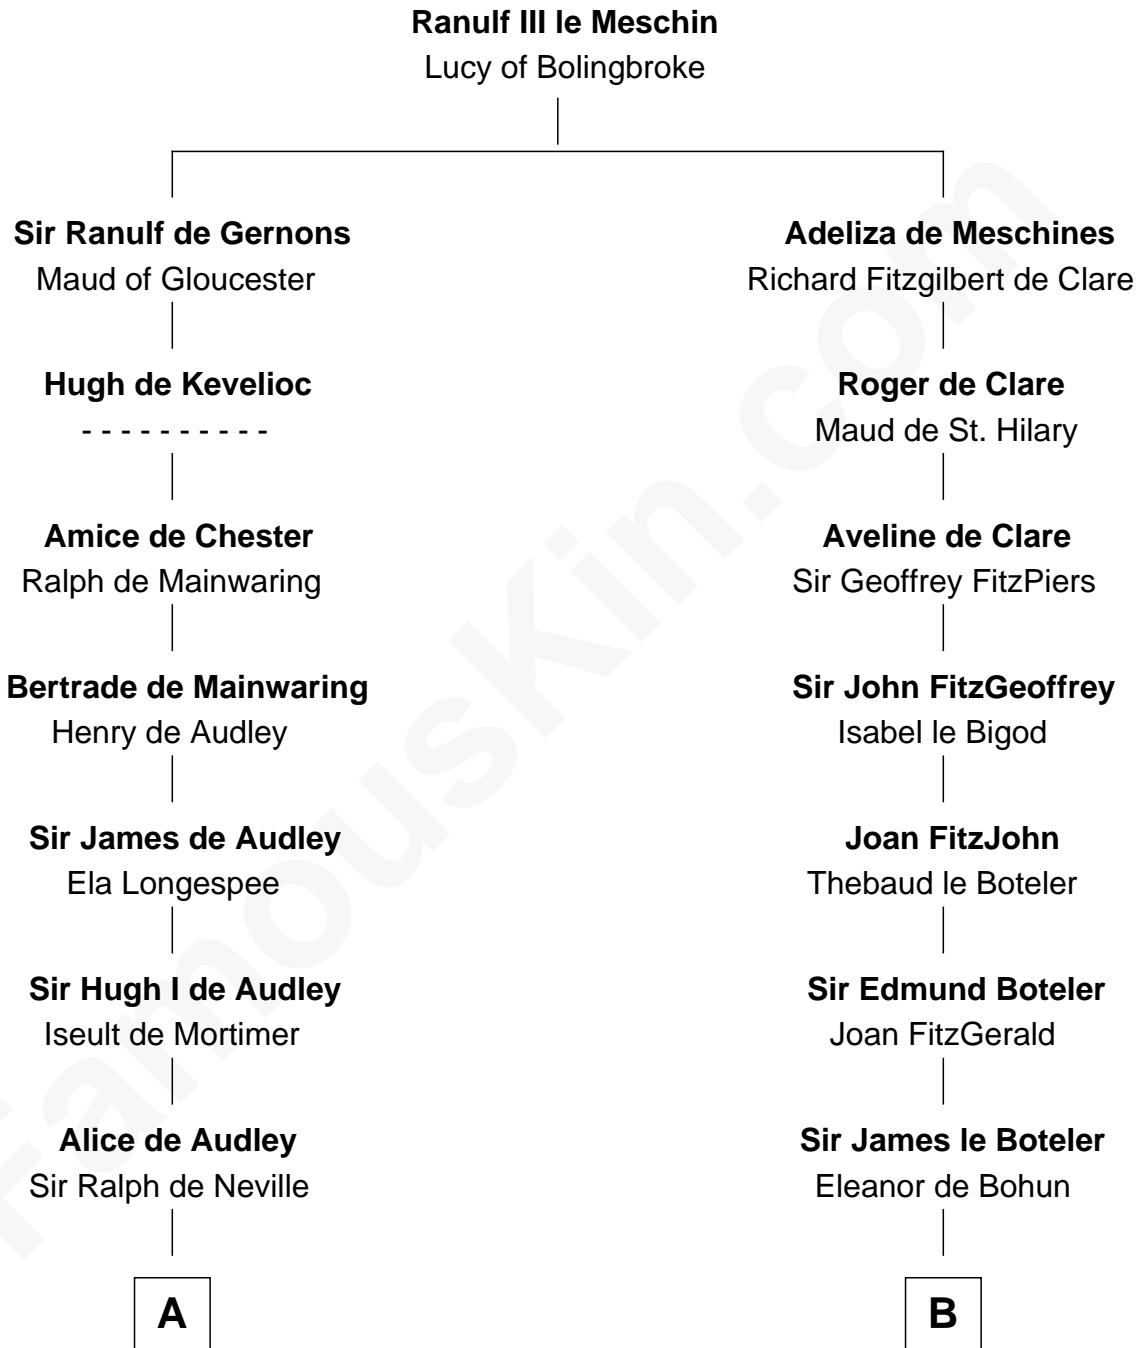 Ranulf III le Meschin
Lucy of Bolingbroke
Sir Ranulf de Gernons
Maud of Gloucester
Adeliza de Meschines
Richard Fitzgilbert de Clare
Hugh de Kevelioc
- - - - - - - - - -
Roger de Clare
Maud de St. Hilary
Amice de Chester
Ralph de Mainwaring
Aveline de Clare
Sir Geoffrey FitzPiers
Bertrade de Mainwaring
Henry de Audley
Sir John FitzGeoffrey
Isabel le Bigod
Sir James de Audley
Ela Longespee
Joan FitzJohn
Thebaud le Boteler
Sir Hugh I de Audley
Iseult de Mortimer
Sir Edmund Boteler
Joan FitzGerald
Alice de Audley
Sir Ralph de Neville
Sir James le Boteler
Eleanor de Bohun
A
B
FamousKin.com